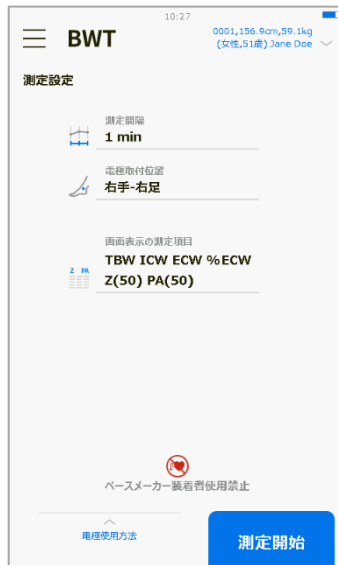 10:27
BWT
0001,156.9cm,59.1kg
(女性,51歳) Jane Doe
測定設定
測定間隔
1 min
電極取付位置
右手-右足
画面表示の測定項目
TBW ICW ECW %ECW
Z PA
Z(50) PA(50)
ペースメーカー装着者使用禁止
電極使用方法
測定開始